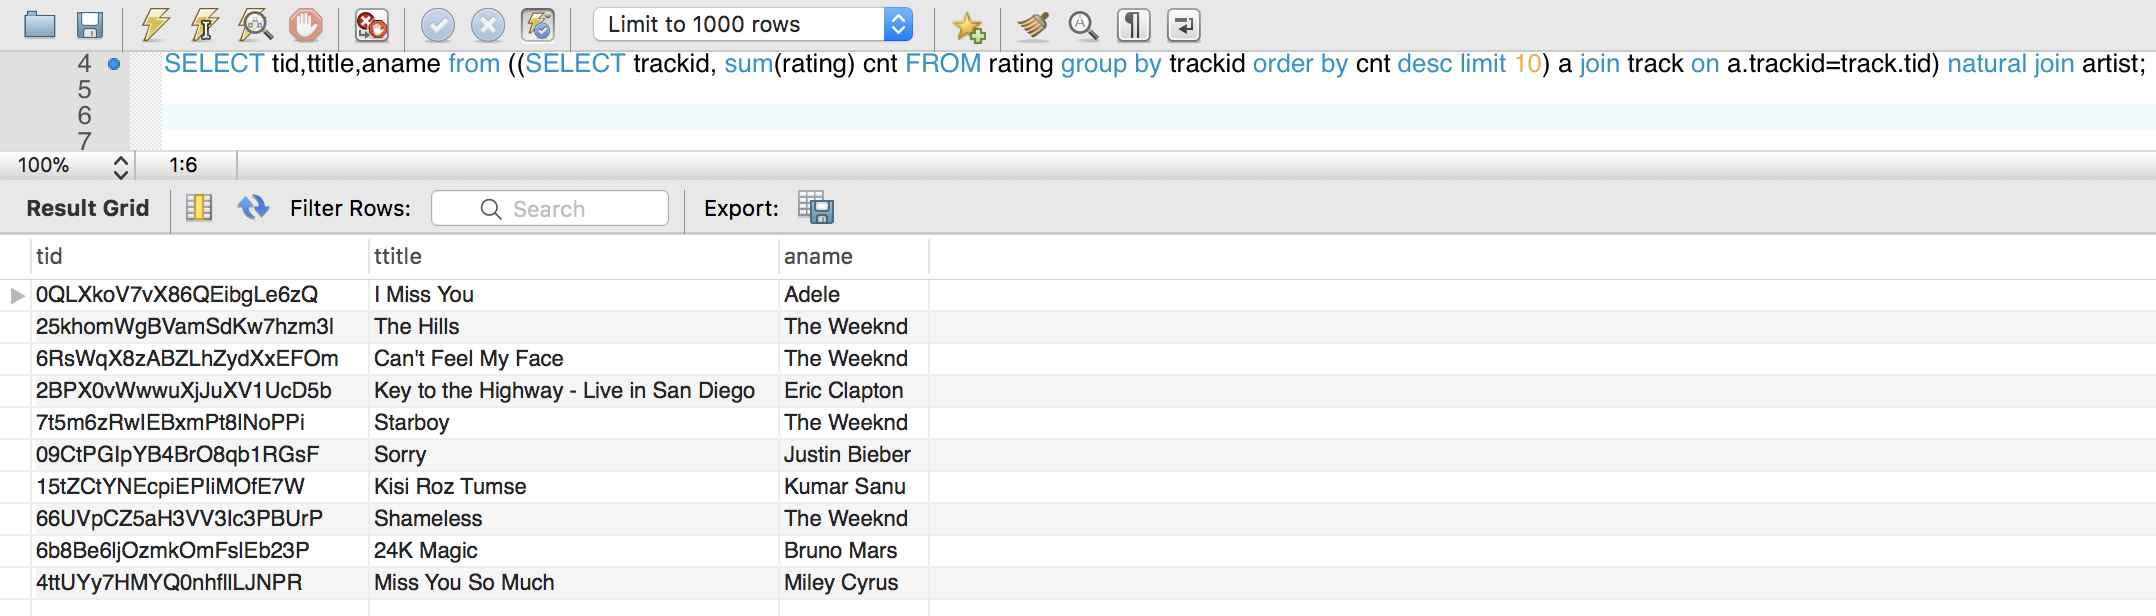 Limit to 1000 rows
4 SELECT tid,ttitle,aname from ((SELECT trackid, sum(rating) cnt FROM rating group by trackid order by cnt desc limit 10) a join track on a.trackid=track.tid) natural join artist;
5
6
7
100% 1:6
Result Grid Filter Rows: Search Export:
tid ttitle aname
0QLXkoV7vX86QEibgLe6zQ I Miss You Adele
25khomWgBVamSdKw7hzm3l The Hills The Weeknd
6RsWqX8zABZLhZydXxEFOm Can't Feel My Face The Weeknd
2BPX0vWwwuXjJuXV1UcD5b Key to the Highway - Live in San Diego Eric Clapton
7t5m6zRwlEBxmPt8lNoPPi Starboy The Weeknd
09CtPGIpYB4BrO8qb1RGsF Sorry Justin Bieber
15tZCtYNEcpiEPIiMOfE7W Kisi Roz Tumse Kumar Sanu
66UVpCZ5aH3VV3Ic3PBUrP Shameless The Weeknd
6b8Be6ljOzmkOmFslEb23P 24K Magic Bruno Mars
4ttUYy7HMYQ0nhfllLJNPR Miss You So Much Miley Cyrus